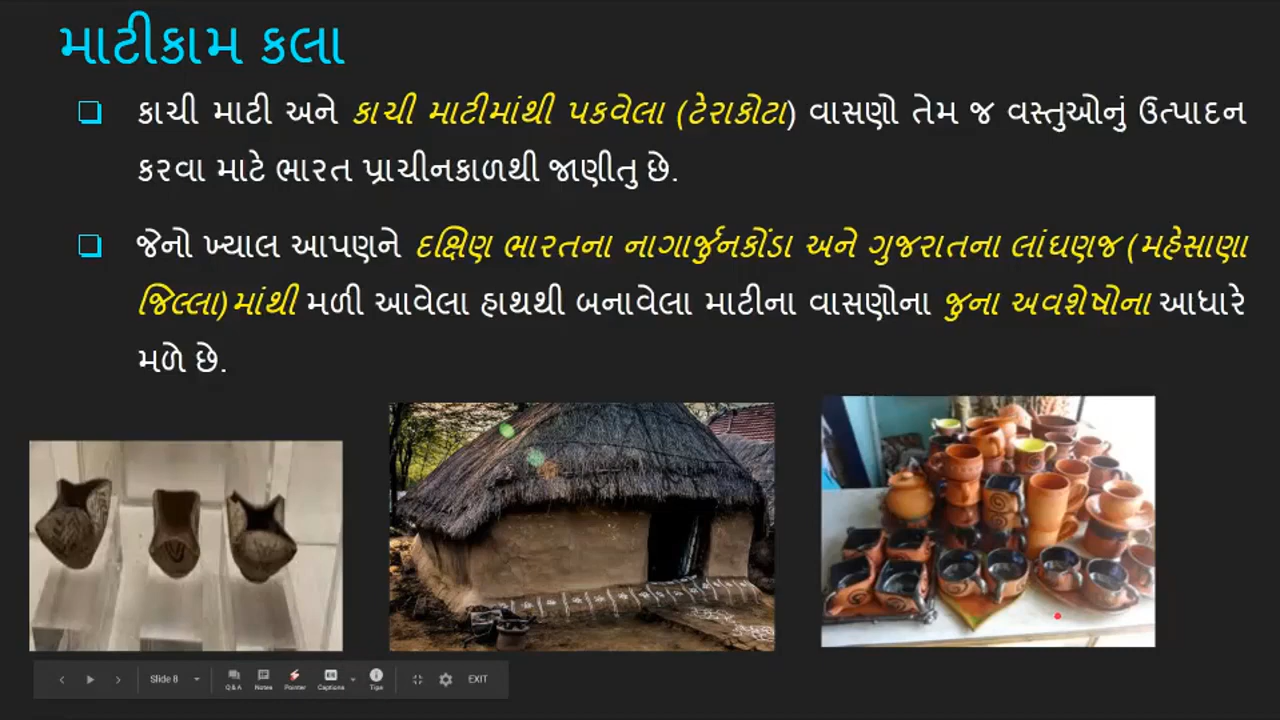 માટીકામ કલા
કાચી માટી અને કાચી માટીમાંથી પકવેલા (ટેરાકોટા) વાસણો તેમ જ વસ્તુઓનું ઉત્પાદન
કરવા માટે ભારત પ્રાચીનકાળથી જાણીતુ છે.
જેનો ખ્યાલ આપણને દક્ષિણ ભારતના નાગાર્જુનકોંડા અને ગુજરાતના લાંઘણજ (મહેસાણા
જિલ્લા) માંથી મળી આવેલા હાથથી બનાવેલા માટીના વાસણોના જુના અવશેષોના આધારે
મળે છે.
Slide 8
Q&A Notes Pointer Captions Tips EXIT